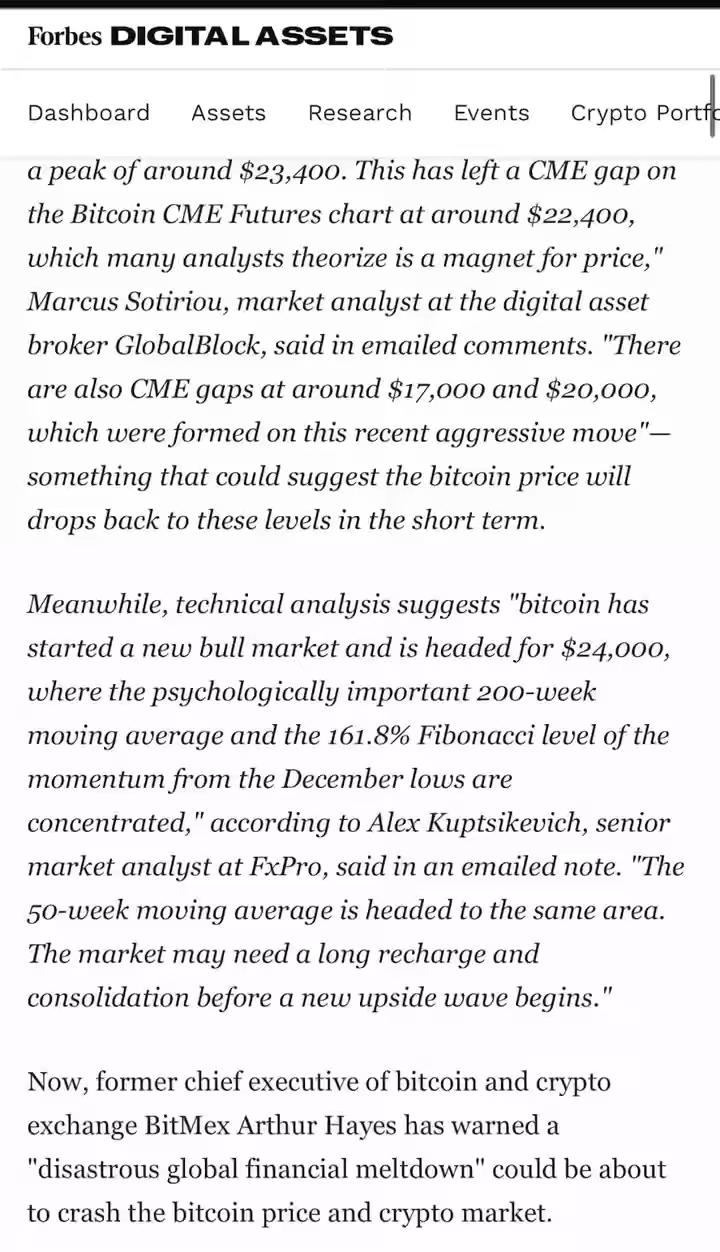 Forbes DIGITAL ASSETS
Dashboard Assets Research Events Crypto
a peak of around $23,400. This has left a CME gap on
the Bitcoin CME Futures chart at around $22,400,
which many analysts theorize is a magnet for price,"
Marcus Sotiriou, market analyst at the digital asset
broker GlobalBlock, said in emailed comments. "There
are also CME gaps at around $17,000 and $20,000,
which were formed on this recent aggressive move"—
something that could suggest the bitcoin price will
drops back to these levels in the short term.
Meanwhile, technical analysis suggests "bitcoin has
started a new bull market and is headed for $24,000,
where the psychologically important 200-week
moving average and the 161.8% Fibonacci level of the
momentum from the December lows are
concentrated," according to Alex Kuptsikevich, senior
market analyst at FxPro, said in an emailed note. "The
50-week moving average is headed to the same area.
The market may need a long recharge and
consolidation before a new upside wave begins."
Now, former chief executive of bitcoin and crypto
exchange BitMex Arthur Hayes has warned a
"disastrous global financial meltdown" could be about
to crash the bitcoin price and crypto market.